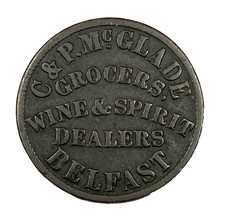 C & P. McGLADE
GROCERS.
WINE & SPIRIT
DEALERS
BELFAST